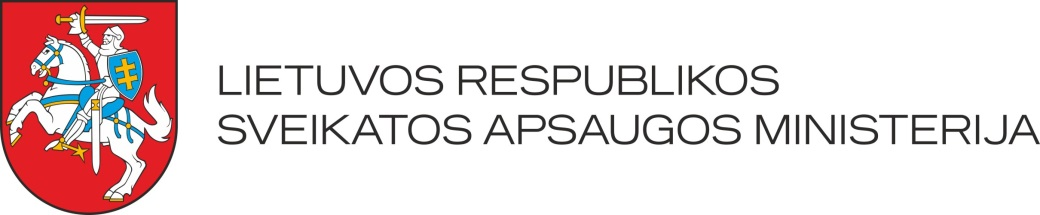 LIETUVOS RESPUBLIKOS
SVEIKATOS APSAUGOS MINISTERIJA